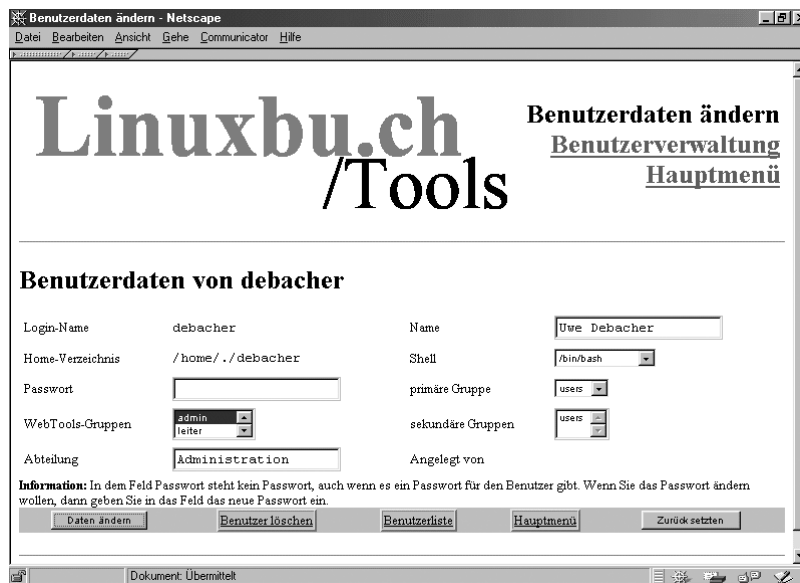 Benutzerdaten ändern - Netscape
Datei Bearbeiten Ansicht Gehe Communicator Hilfe
Linuxbu.ch
/Tools
Benutzerdaten ändern
Benutzerverwaltung
Hauptmenü
Benutzerdaten von debacher
Login-Name debacher Name Uwe Debacher
Home-Verzeichnis /home/./debacher Shell /bin/bash
Passwort primäre Gruppe users
WebTools-Gruppen admin leiter sekundäre Gruppen users
Abteilung Administration Angelegt von
Information: In dem Feld Passwort steht kein Passwort, auch wenn es ein Passwort für den Benutzer gibt. Wenn Sie das Passwort ändern
wollen, dann geben Sie in das Feld das neue Passwort ein.
Daten ändern Benutzer löschen Benutzerliste Hauptmenü Zurück setzten
Dokument: Übermittelt